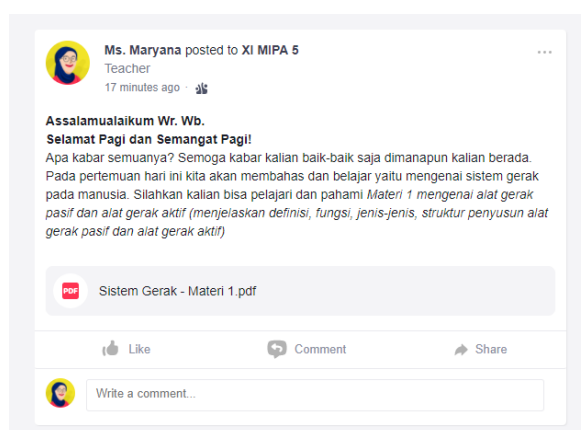 Ms. Maryana posted to XI MIPA 5
Teacher
17 minutes ago ·
Assalamualaikum Wr. Wb.
Selamat Pagi dan Semangat Pagi!
Apa kabar semuanya? Semoga kabar kalian baik-baik saja dimanapun kalian berada.
Pada pertemuan hari ini kita akan membahas dan belajar yaitu mengenai sistem gerak
pada manusia. Silahkan kalian bisa pelajari dan pahami Materi 1 mengenai alat gerak
pasif dan alat gerak aktif (menjelaskan definisi, fungsi, jenis-jenis, struktur penyusun alat
gerak pasif dan alat gerak aktif)
PDF Sistem Gerak - Materi 1.pdf
Like Comment Share
Write a comment...